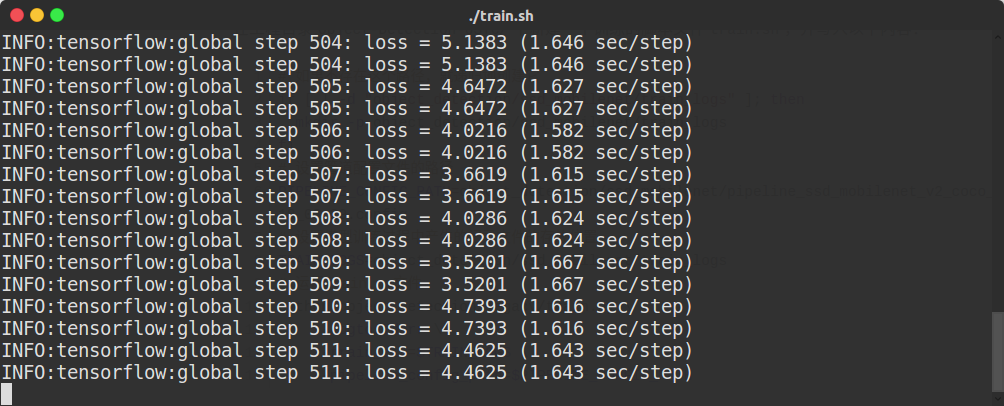 ./train.sh
INFO:tensorflow:global step 504: loss = 5.1383 (1.646 sec/step)
INFO:tensorflow:global step 504: loss = 5.1383 (1.646 sec/step)
INFO:tensorflow:global step 505: loss = 4.6472 (1.627 sec/step)
INFO:tensorflow:global step 505: loss = 4.6472 (1.627 sec/step)
INFO:tensorflow:global step 506: loss = 4.0216 (1.582 sec/step)
INFO:tensorflow:global step 506: loss = 4.0216 (1.582 sec/step)
INFO:tensorflow:global step 507: loss = 3.6619 (1.615 sec/step)
INFO:tensorflow:global step 507: loss = 3.6619 (1.615 sec/step)
INFO:tensorflow:global step 508: loss = 4.0286 (1.624 sec/step)
INFO:tensorflow:global step 508: loss = 4.0286 (1.624 sec/step)
INFO:tensorflow:global step 509: loss = 3.5201 (1.667 sec/step)
INFO:tensorflow:global step 509: loss = 3.5201 (1.667 sec/step)
INFO:tensorflow:global step 510: loss = 4.7393 (1.616 sec/step)
INFO:tensorflow:global step 510: loss = 4.7393 (1.616 sec/step)
INFO:tensorflow:global step 511: loss = 4.4625 (1.643 sec/step)
INFO:tensorflow:global step 511: loss = 4.4625 (1.643 sec/step)